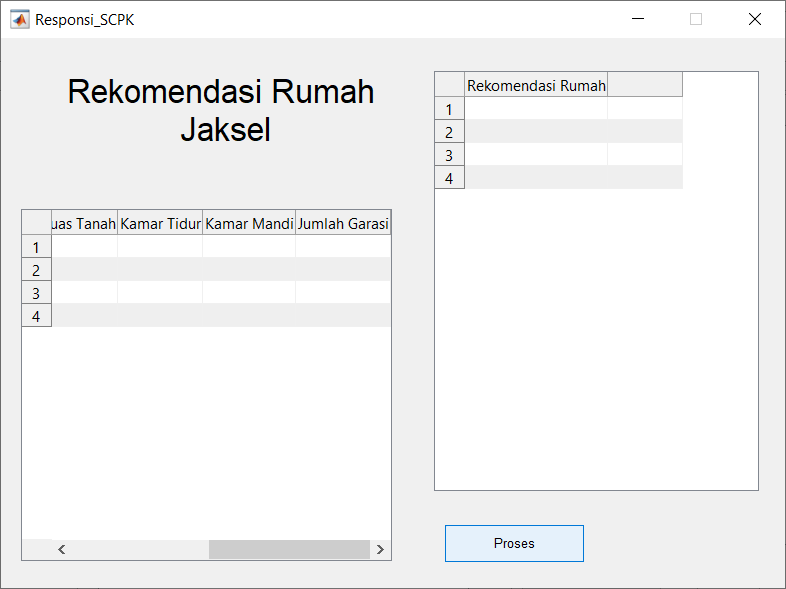 Responsi_SCPK
Rekomendasi Rumah
Jaksel
uas Tanah Kamar Tidur Kamar Mandi Jumlah Garasi
1
2
3
4
Rekomendasi Rumah
1
2
3
4
Proses